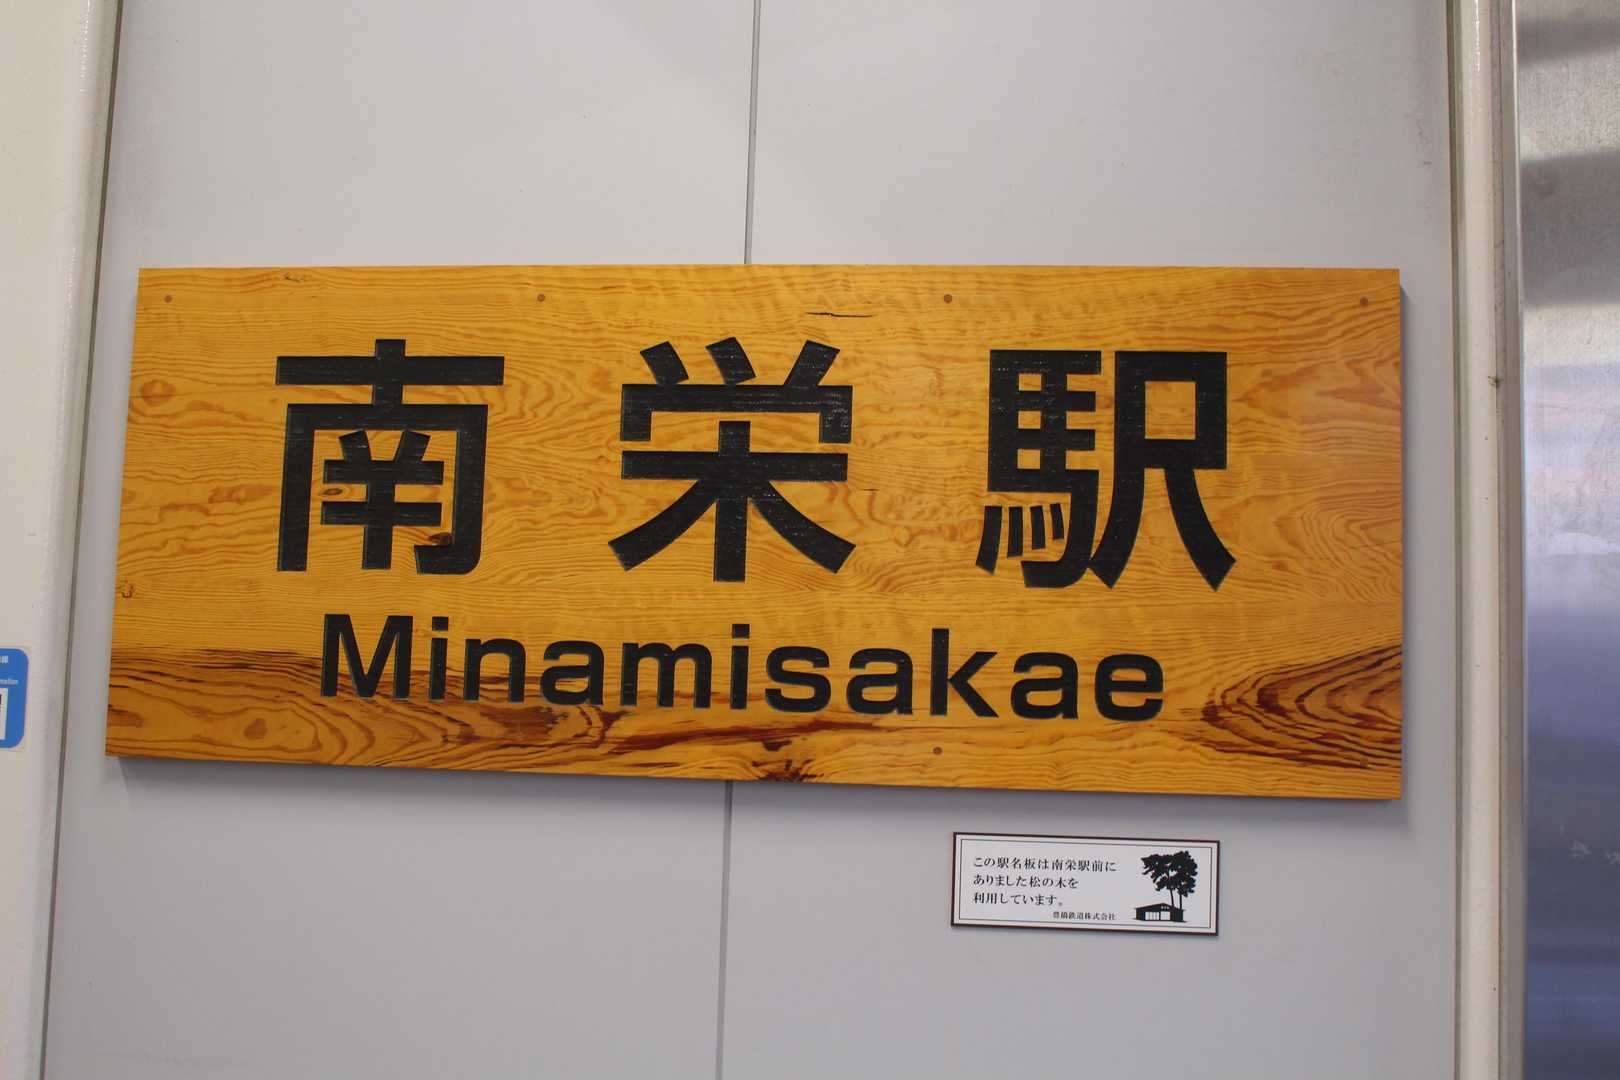 南栄駅
Minamisakae
この駅名板は南栄駅前に
ありました松の木を
利用しています。
豊橋鉄道株式会社